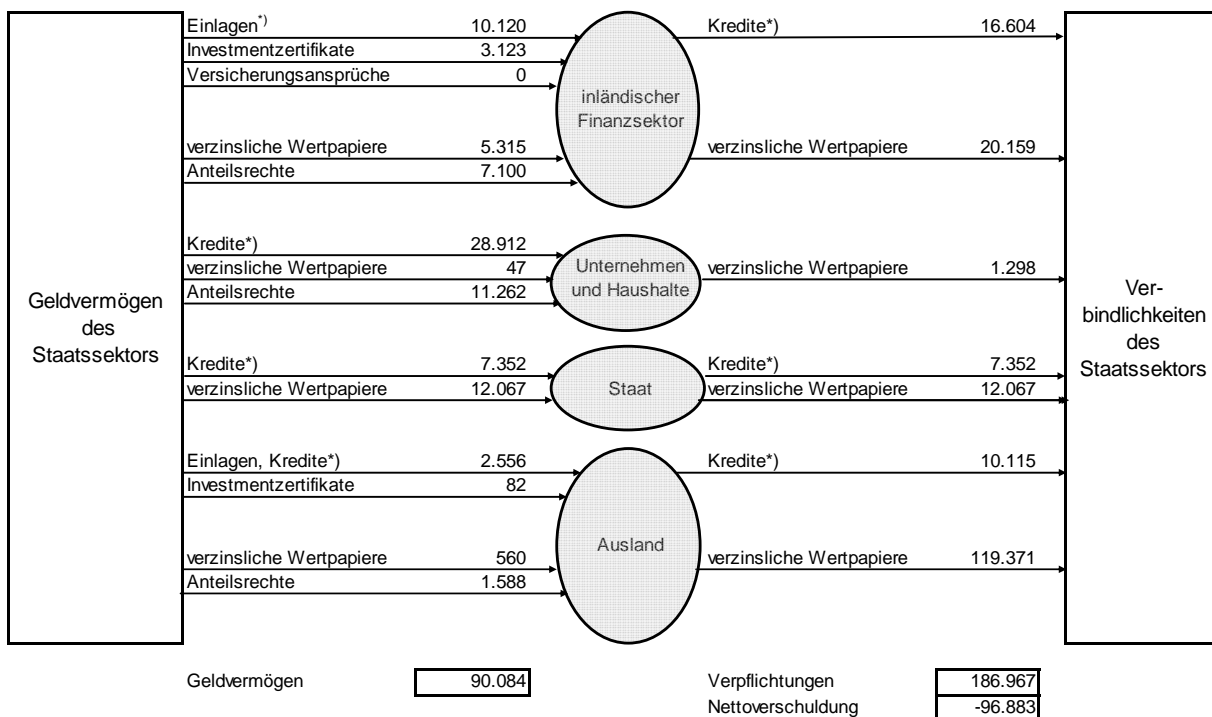 Einlagen*) 10.120 Kredite*) 16.604
Investmentzertifikate 3.123
Versicherungsansprüche 0
inländischer
Finanzsektor
verzinsliche Wertpapiere 5.315 verzinsliche Wertpapiere 20.159
Anteilsrechte 7.100
Kredite*) 28.912
verzinsliche Wertpapiere 47 verzinsliche Wertpapiere 1.298
Anteilsrechte 11.262
Unternehmen
und Haushalte
Geldvermögen
des
Staatssektors
Ver-
bindlichkeiten
des
Staatssektors
Kredite*) 7.352 Kredite*) 7.352
verzinsliche Wertpapiere 12.067 Staat verzinsliche Wertpapiere 12.067
Einlagen, Kredite*) 2.556 Kredite*) 10.115
Investmentzertifikate 82
Ausland
verzinsliche Wertpapiere 560 verzinsliche Wertpapiere 119.371
Anteilsrechte 1.588
Geldvermögen 90.084 Verpflichtungen 186.967
Nettoverschuldung -96.883